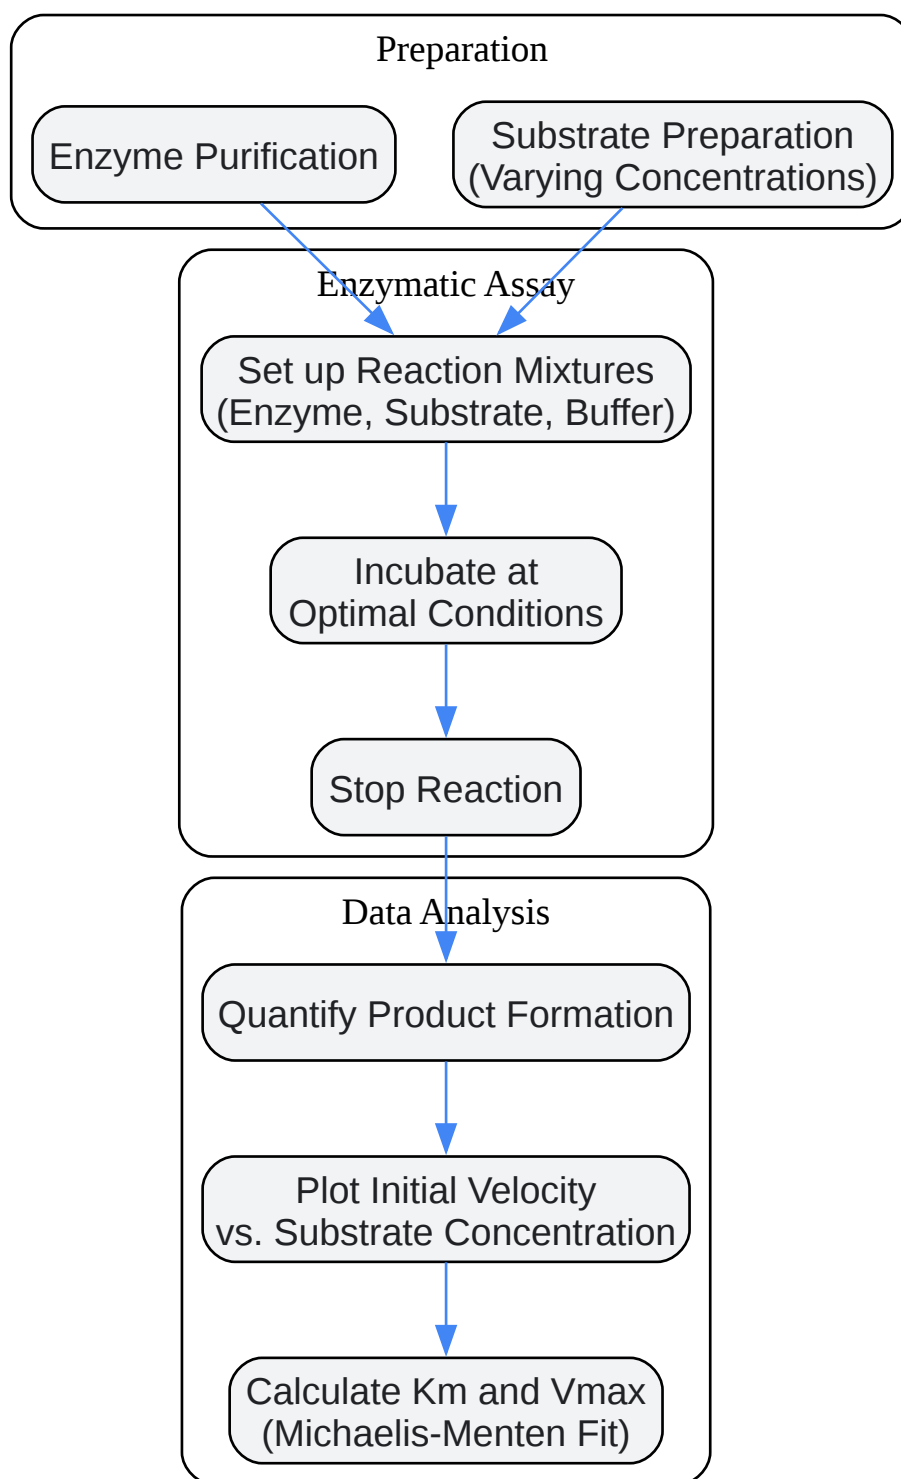 Preparation
Enzyme Purification
Substrate Preparation
(Varying Concentrations)
Enzymatic Assay
Set up Reaction Mixtures
(Enzyme, Substrate, Buffer)
Incubate at
Optimal Conditions
Stop Reaction
Data Analysis
Quantify Product Formation
Plot Initial Velocity
vs. Substrate Concentration
Calculate Km and Vmax
(Michaelis-Menten Fit)